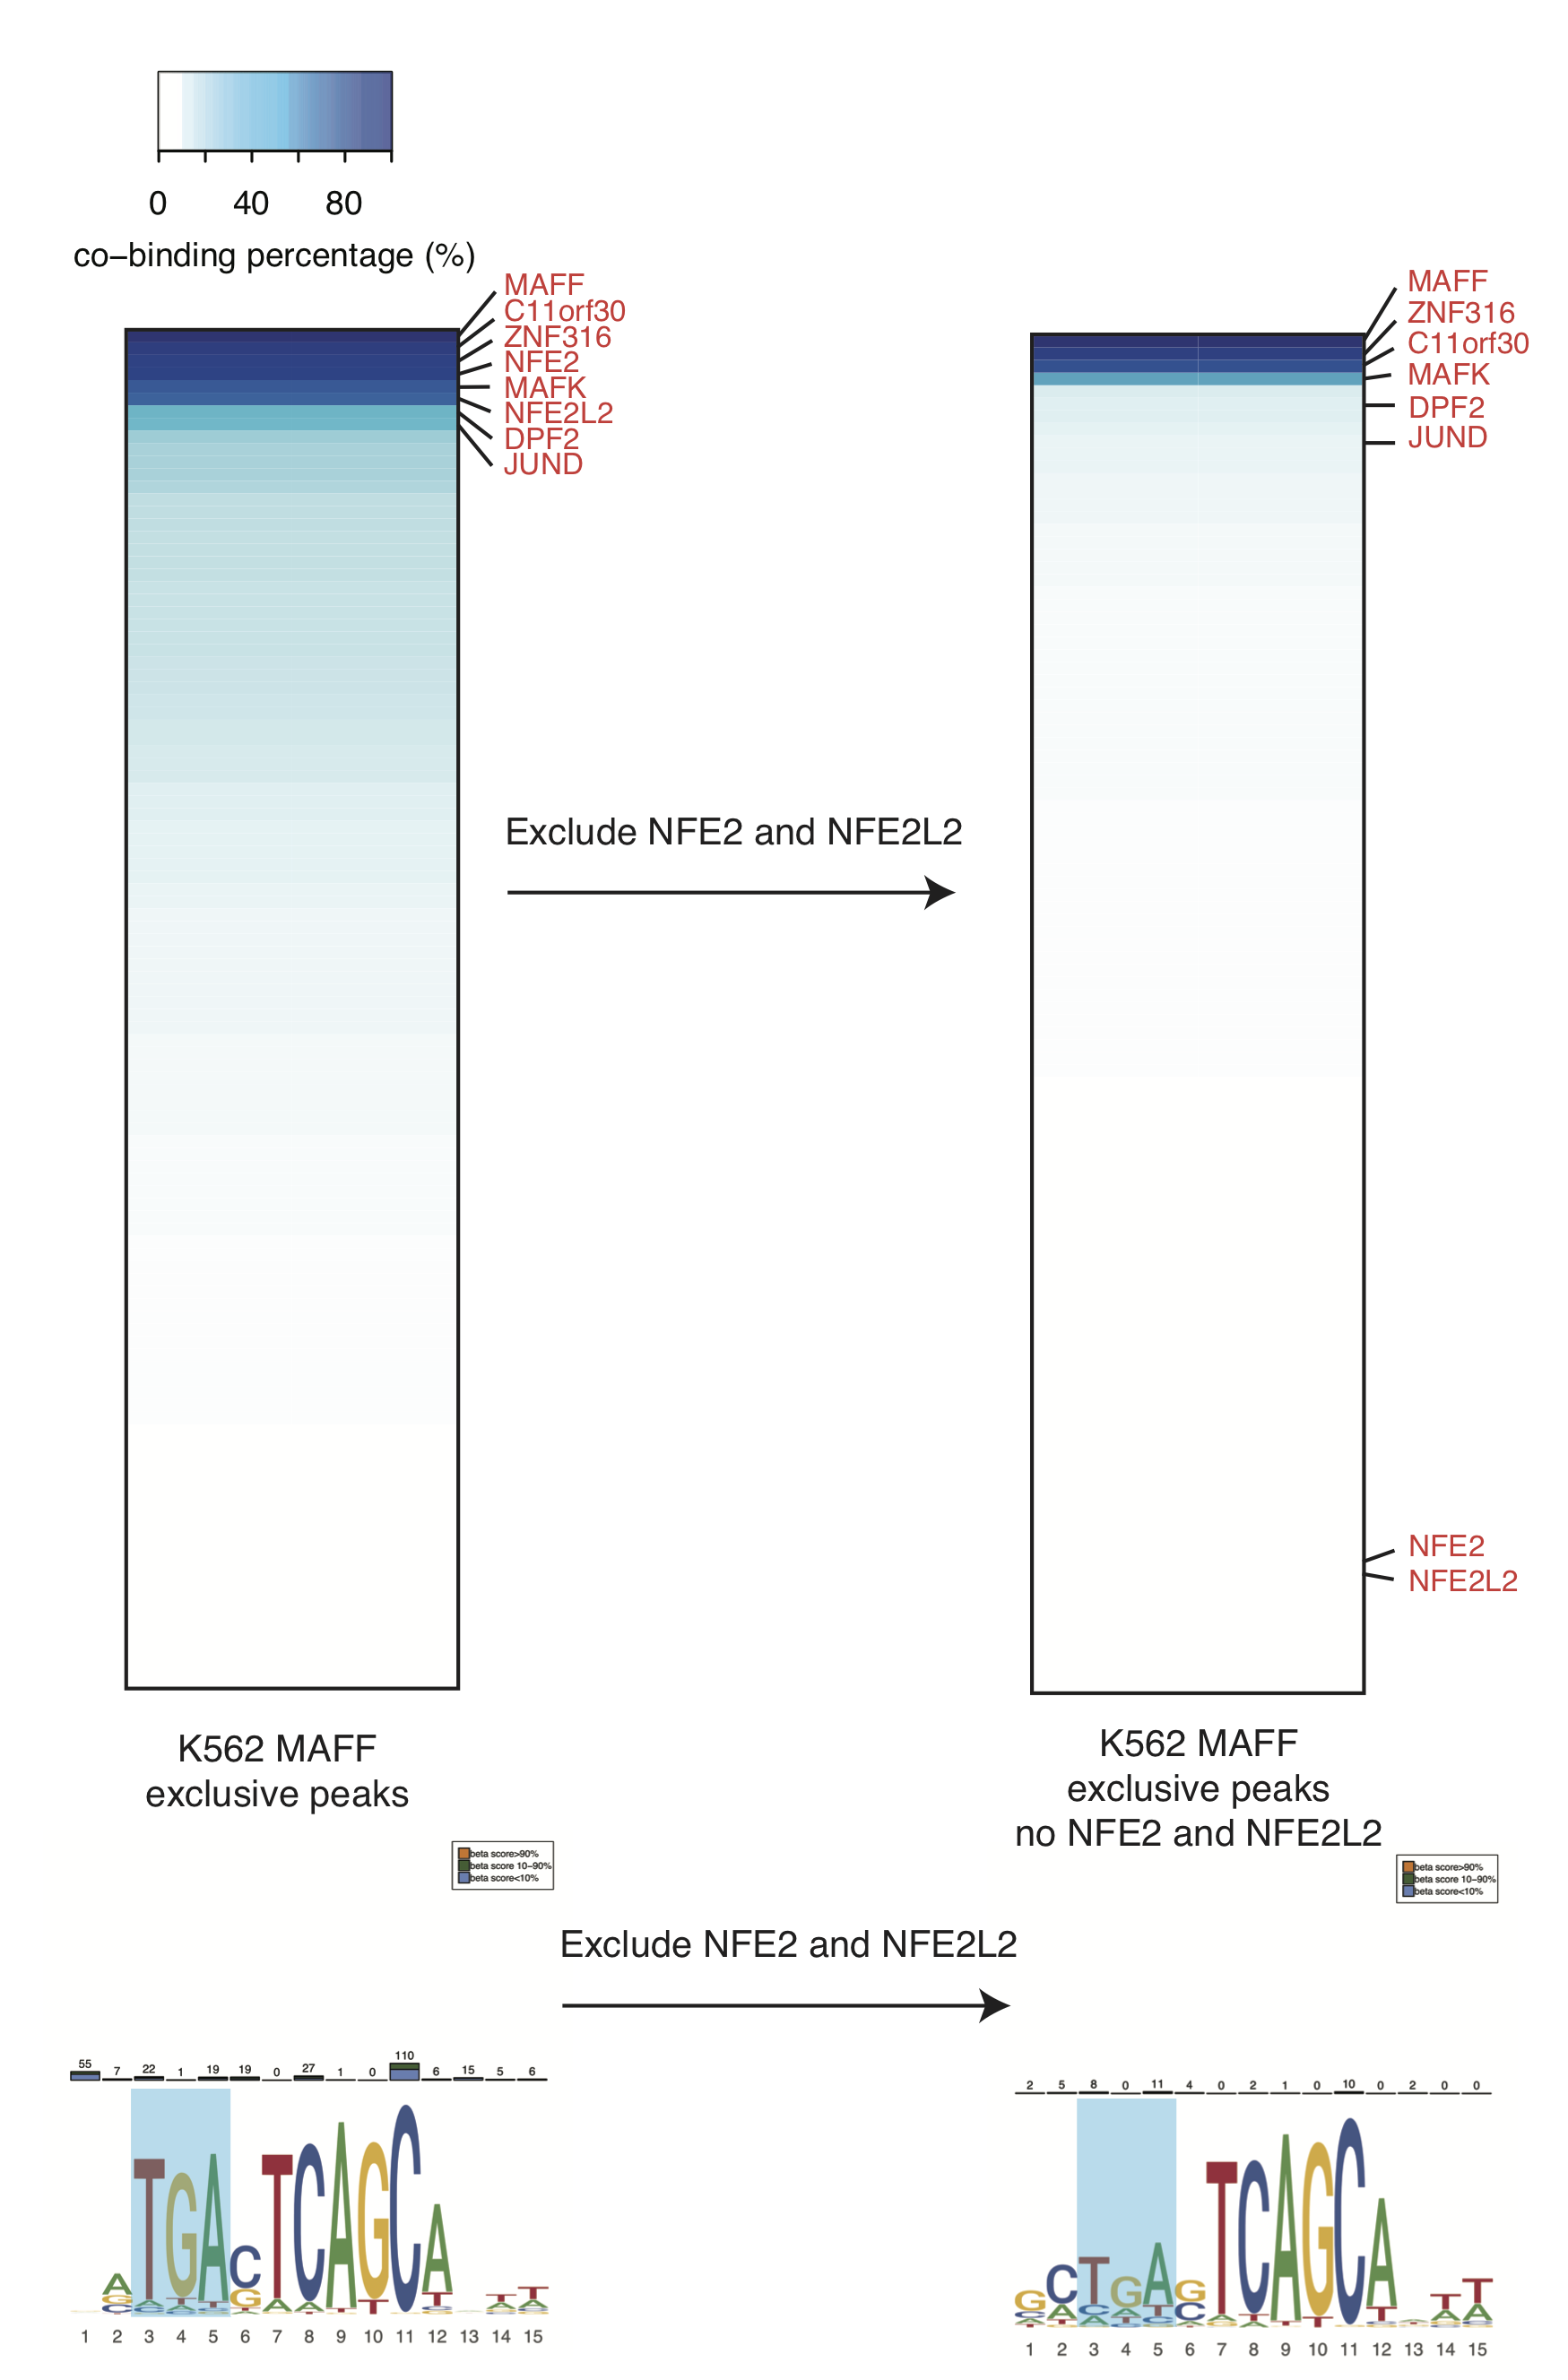 0 40 80
co-binding percentage (%)
MAFF
C11orf30
ZNF316
NFE2
MAFK
NFE2L2
DPF2
JUND
MAFF
ZNF316
C11orf30
MAFK
DPF2
JUND
Exclude NFE2 and NFE2L2
NFE2
NFE2L2
K562 MAFF
exclusive peaks
K562 MAFF
exclusive peaks
no NFE2 and NFE2L2
beta score>90%
beta score 10-90%
beta score<10%
beta score>90%
beta score 10-90%
beta score<10%
Exclude NFE2 and NFE2L2
55 7 22 1 19 19 0 27 1 0 110 6 15 5 6
TGACTCAGCA
1 2 3 4 5 6 7 8 9 10 11 12 13 14 15
2 5 8 0 11 4 0 2 1 0 10 0 2 0 0
GCTGAGTCAGCA
1 2 3 4 5 6 7 8 9 10 11 12 13 14 15